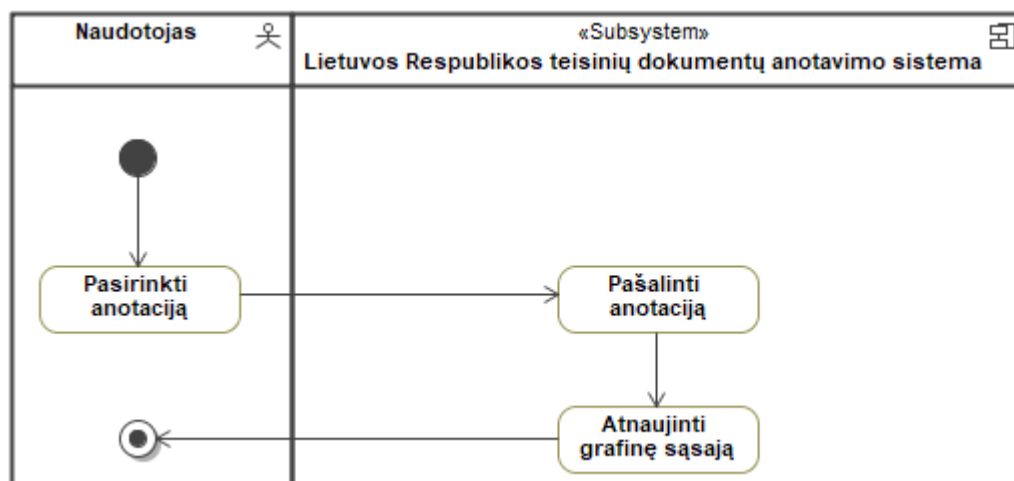 Naudotojas
«Subsystem»
Lietuvos Respublikos teisinių dokumentų anotavimo sistema
Pasirinkti
anotaciją
Pašalinti
anotaciją
Atnaujinti
grafinę sąsają